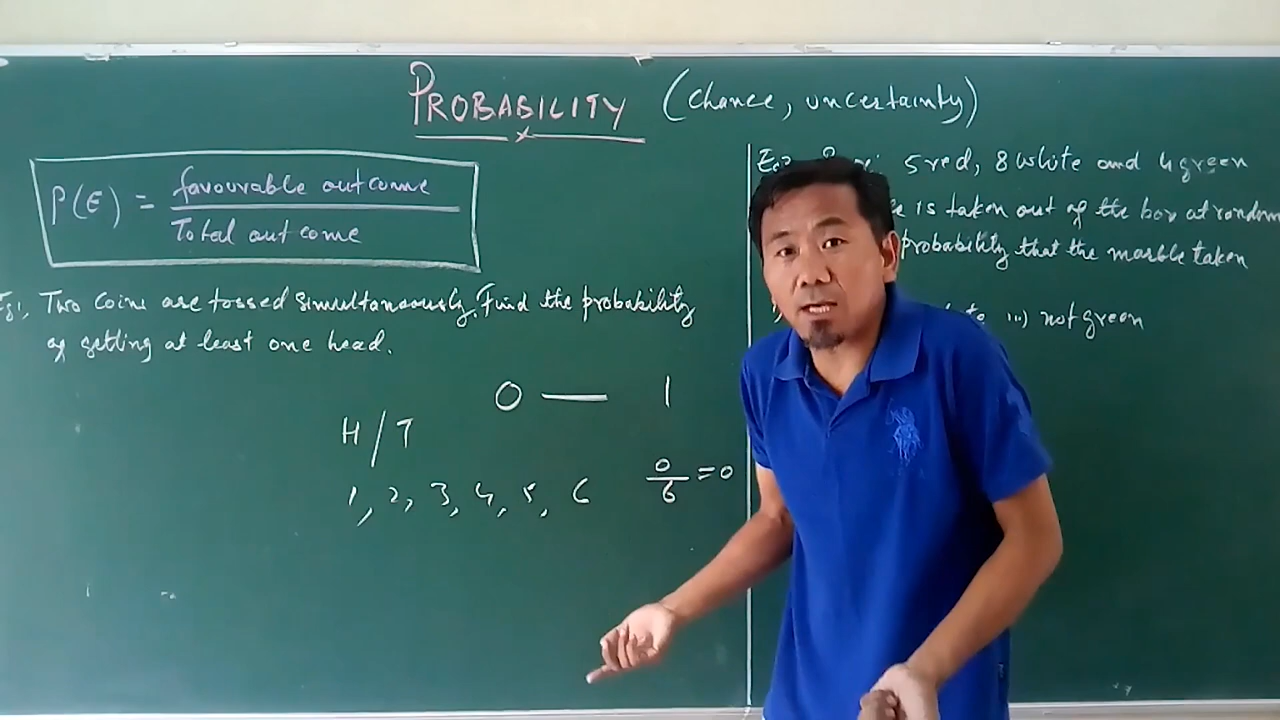 PROBABILITY (Chance, uncertainty)
P(E) = favourable outcome
Total outcome
Eg1, Two coins are tossed simultaneously. Find the probability
of getting at least one head.
0 — 1
H / T
1, 2, 3, 4, 5, 6
0/6 = 0
5 red, 8 white and 4 green
is taken out of the box at random
probability that the marble taken
iii) not green